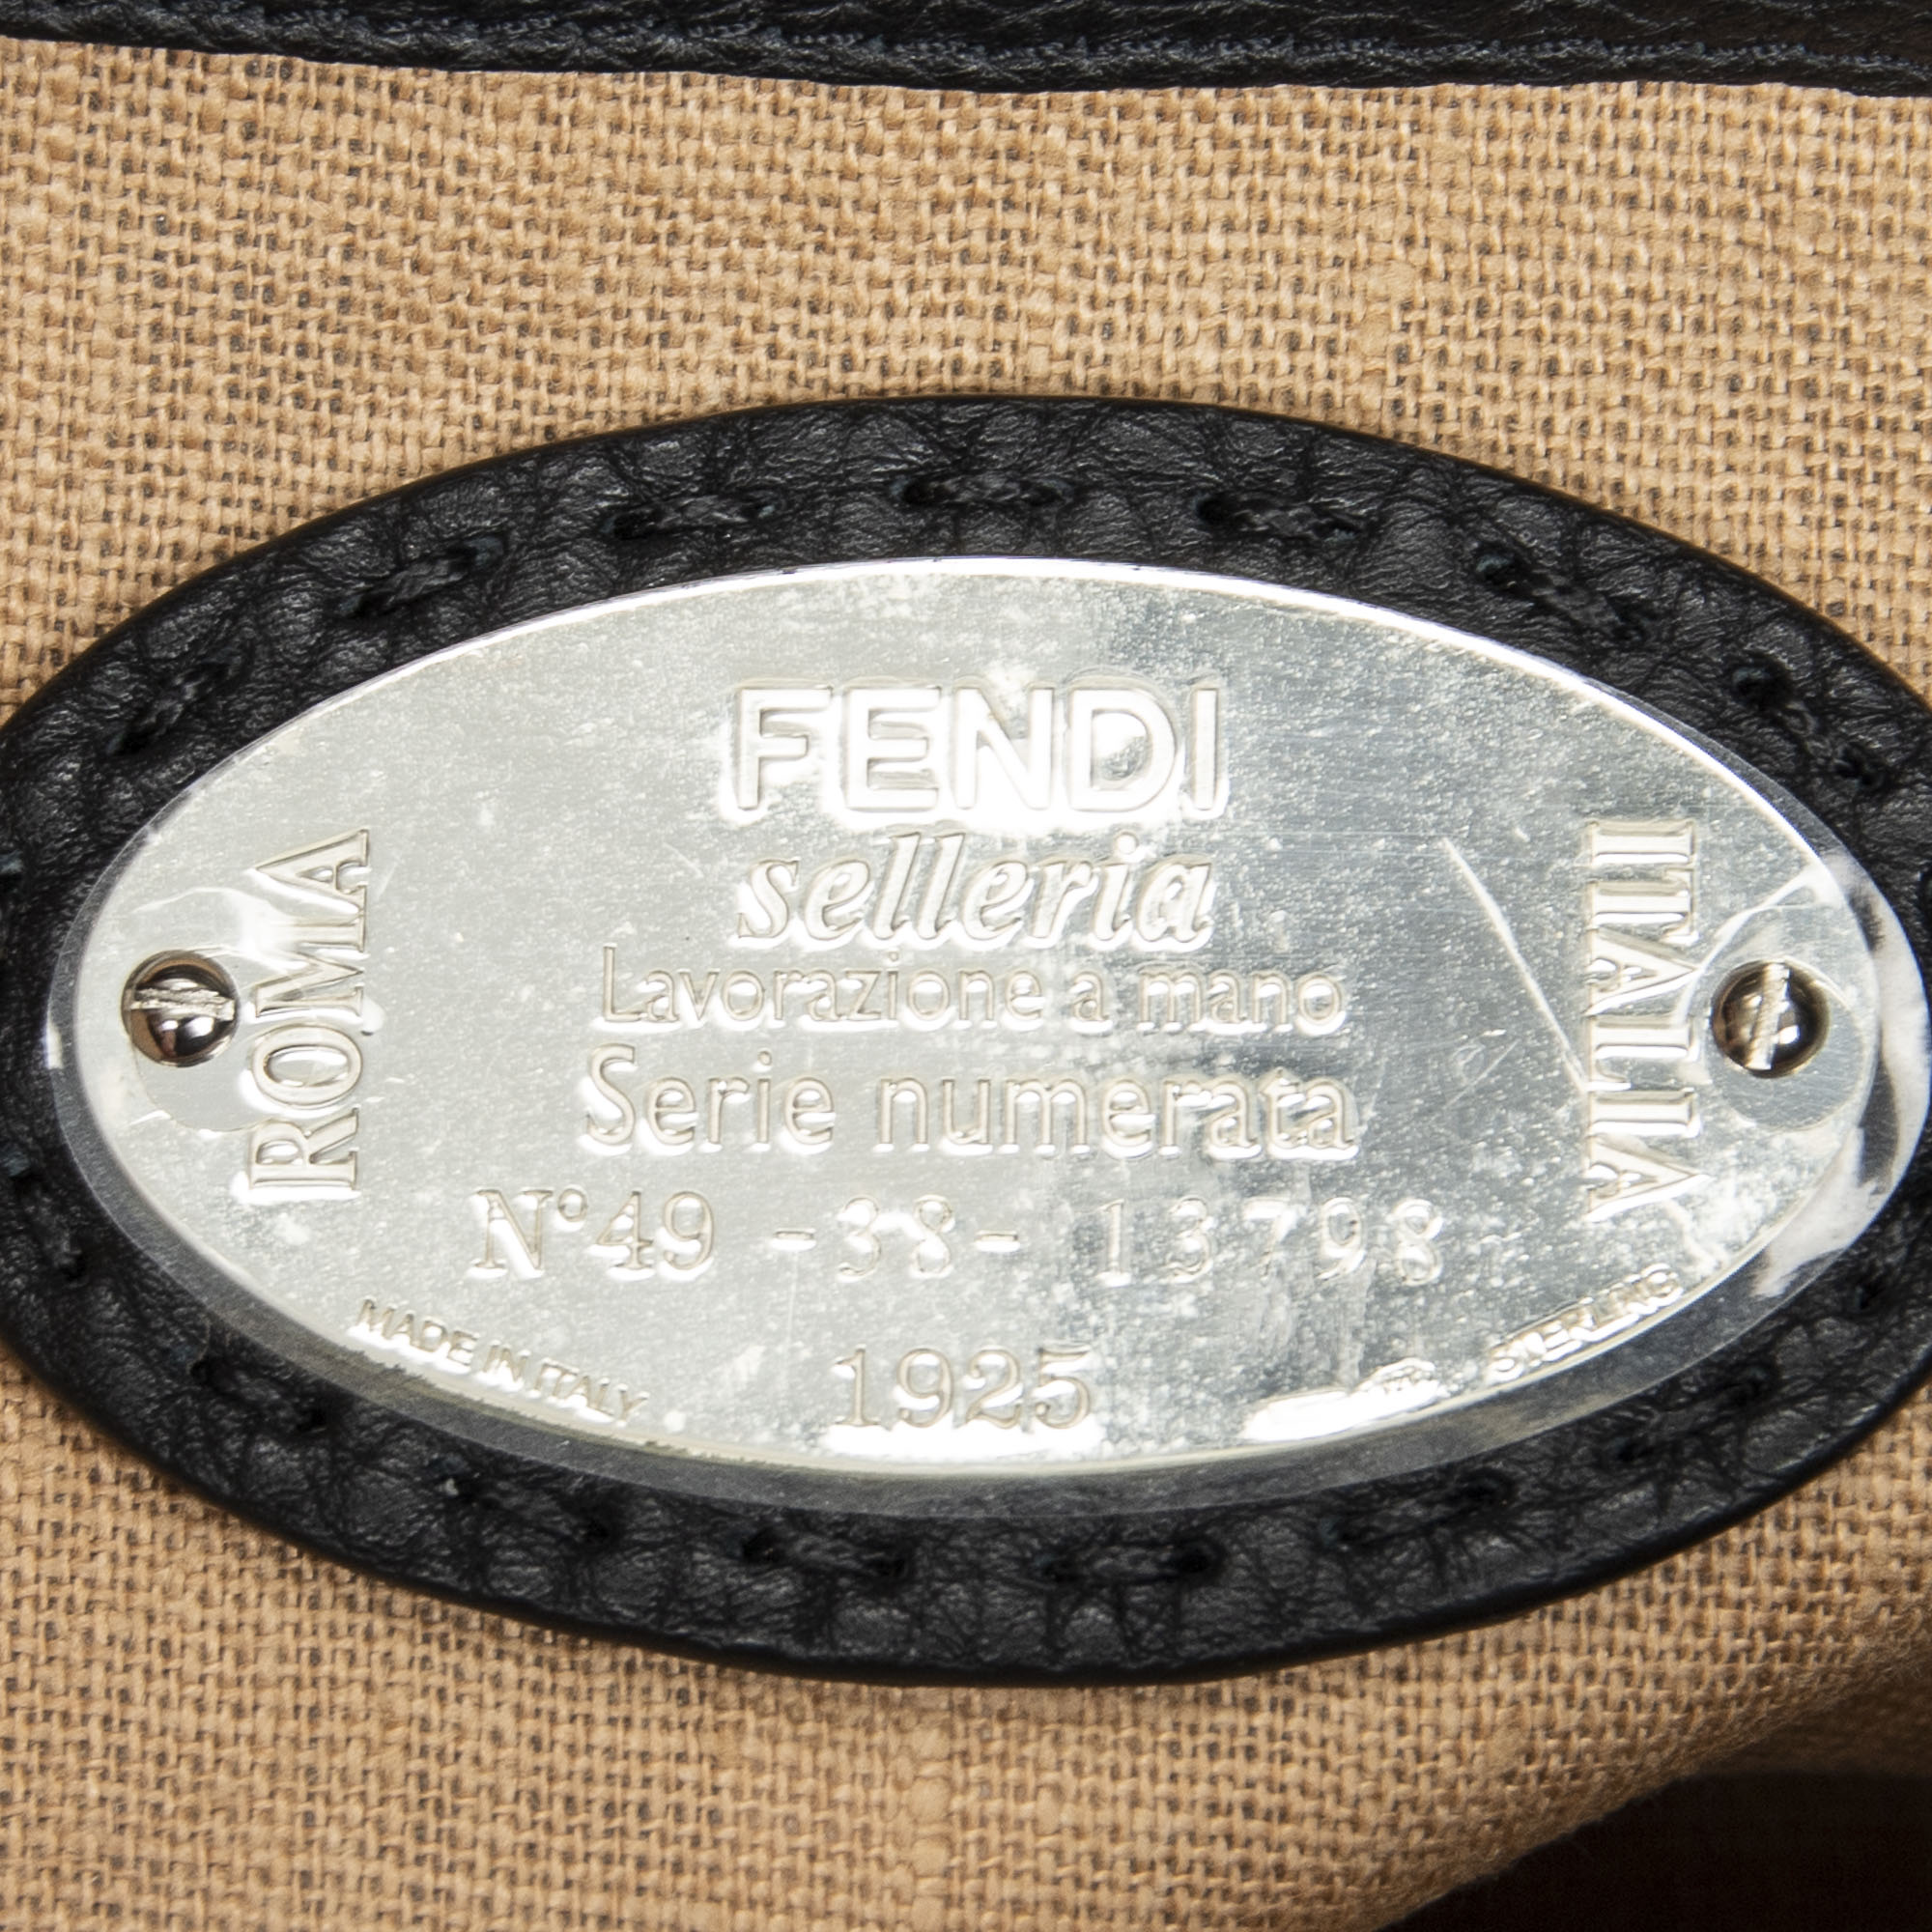 FENDI
selleria
Lavorazione a mano
Serie numerata
N°49 -38- 13798
1925
ROMA
ITALIA
MADE IN ITALY
STERLING